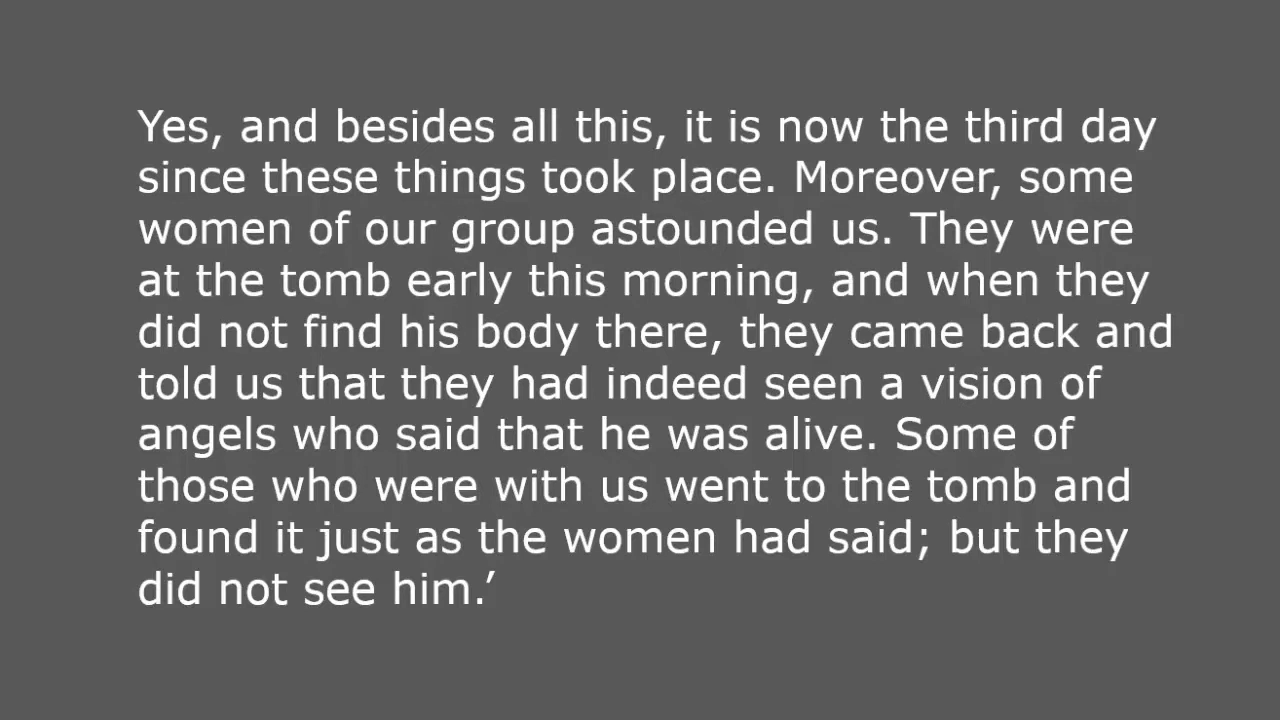 Yes, and besides all this, it is now the third day
since these things took place. Moreover, some
women of our group astounded us. They were
at the tomb early this morning, and when they
did not find his body there, they came back and
told us that they had indeed seen a vision of
angels who said that he was alive. Some of
those who were with us went to the tomb and
found it just as the women had said; but they
did not see him.’